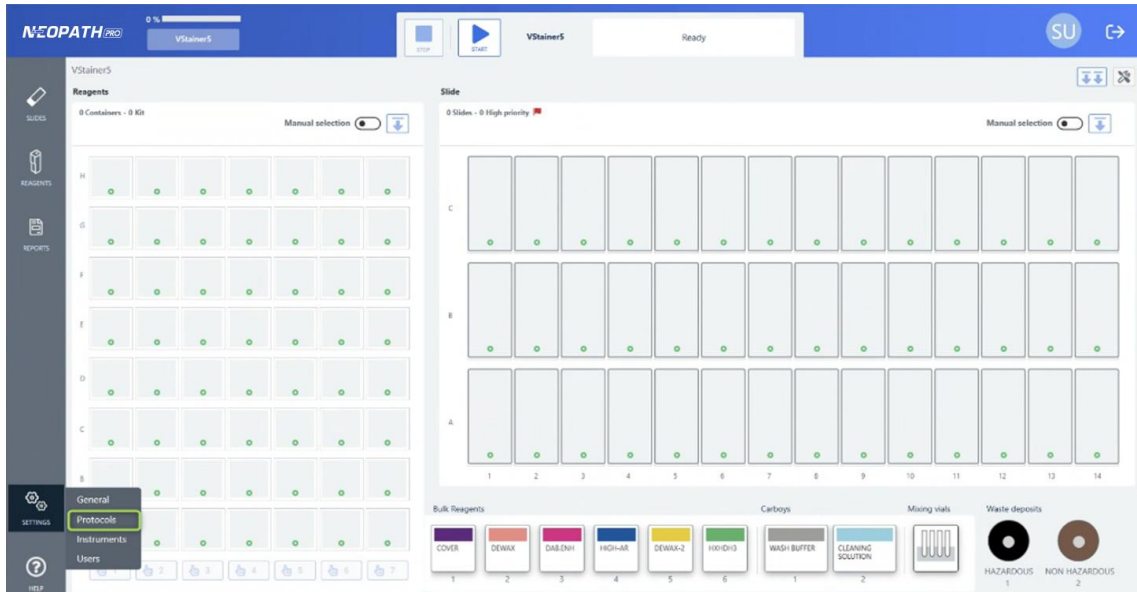 NEOPATH PRO
0 %
VStainer5
STOP
START
VStainer5
Ready
SU
SLIDES
REAGENTS
REPORTS
SETTINGS
HELP
VStainer5
Reagents
0 Containers - 0 Kit
Manual selection
H
G
F
E
D
C
B
General
Protocols
Instruments
Users
1 2 3 4 5 6 7
Slide
0 Slides - 0 High priority
Manual selection
C
B
A
1 2 3 4 5 6 7 8 9 10 11 12 13 14
Bulk Reagents
COVER
DEWAX
DAB.ENH
HIGH-AR
DEWAX-2
HXHDH3
1 2 3 4 5 6
Carboys
WASH BUFFER
CLEANING
SOLUTION
1 2
Mixing vials
Waste deposits
HAZARDOUS
1
NON HAZARDOUS
2